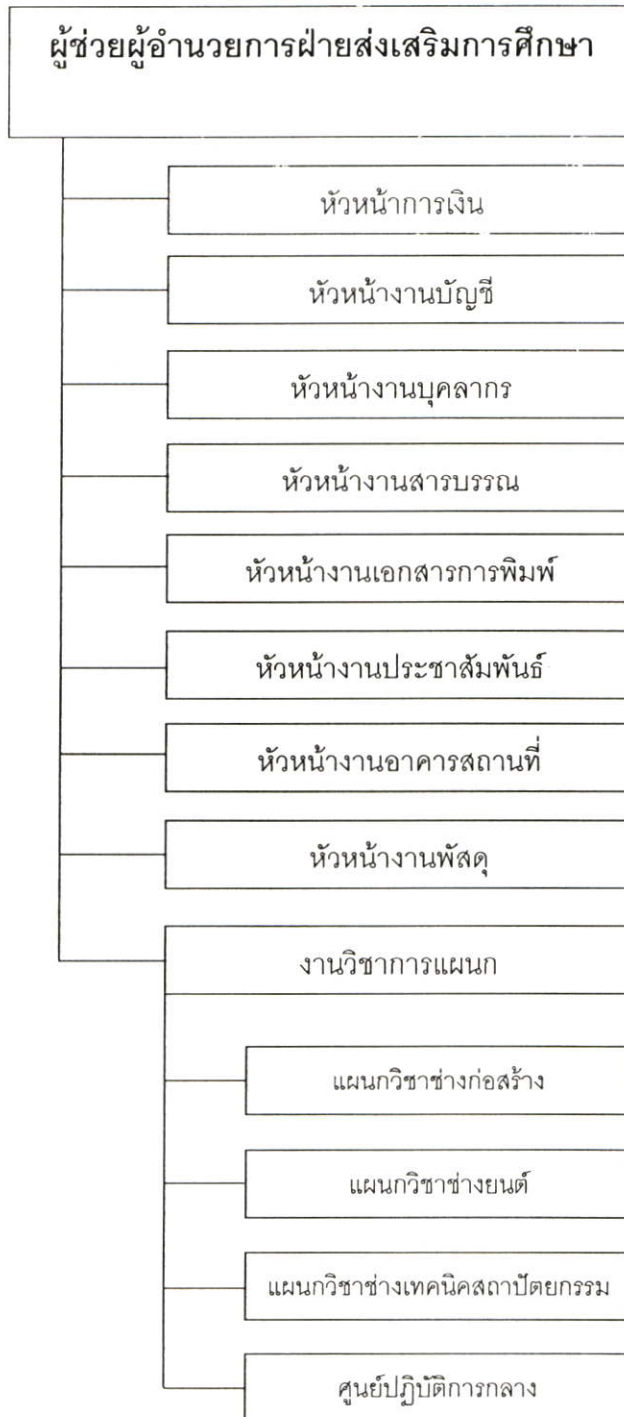 ผู้ช่วยผู้อำนวยการฝ่ายส่งเสริมการศึกษา
หัวหน้าการเงิน
หัวหน้างานบัญชี
หัวหน้างานบุคลากร
หัวหน้างานสารบรรณ
หัวหน้างานเอกสารการพิมพ์
หัวหน้างานประชาสัมพันธ์
หัวหน้างานอาคารสถานที่
หัวหน้างานพัสดุ
งานวิชาการแผนก
แผนกวิชาช่างก่อสร้าง
แผนกวิชาช่างยนต์
แผนกวิชาช่างเทคนิคสถาปัตยกรรม
ศูนย์ปฏิบัติการกลาง